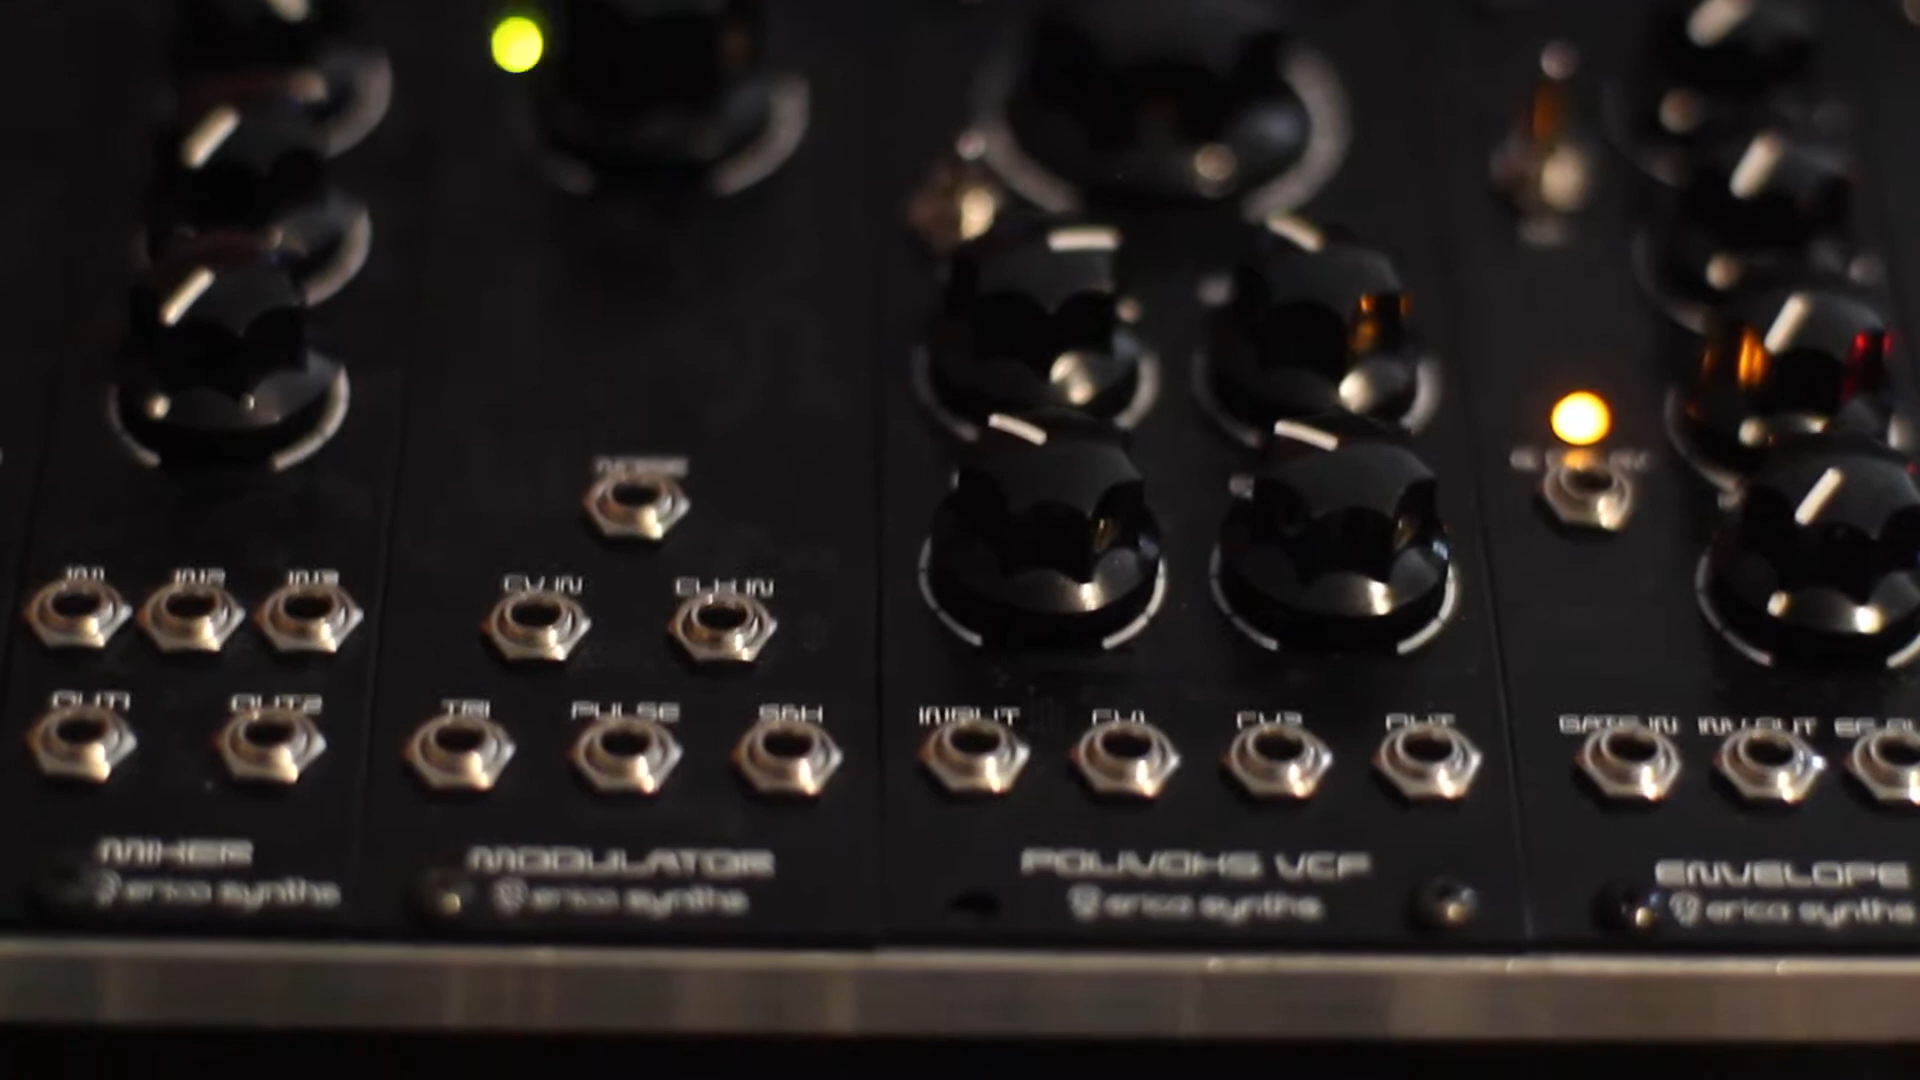 NOISE
IN1 IN2 IN3 CV IN CLK IN
OUT1 OUT2 TRI PULSE S&H INPUT CV1 CV2 OUT GATE IN INV OUT
MIXER MODULATOR POLIVOKS VCF ENVELOPE
erica synths erica synths erica synths erica synths